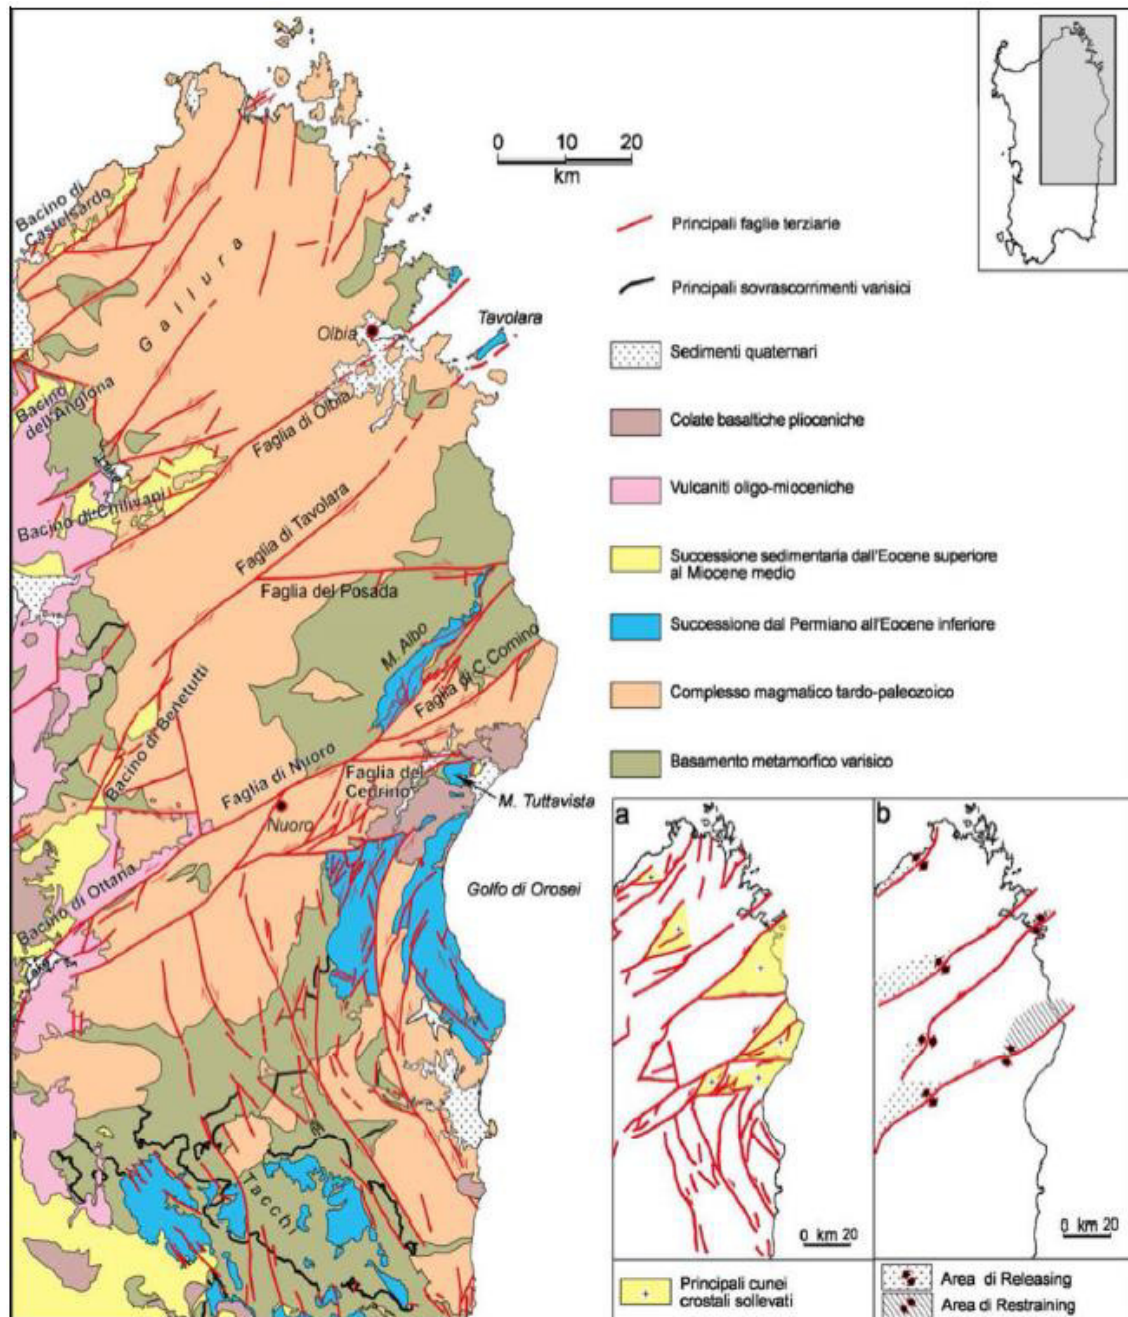 0 10 20
km
Principali faglie terziarie
Principali sovrascorrimenti varisici
Sedimenti quaternari
Colate basaltiche plioceniche
Vulcaniti oligo-mioceniche
Successione sedimentaria dall'Eocene superiore
al Miocene medio
Successione dal Permiano all'Eocene inferiore
Complesso magmatico tardo-paleozoico
Basamento metamorfico varisico
Bacino di
Castelsardo
Gallura
Olbia
Tavolara
Bacino
dell'Anglona
Faglia di Olbia
Bacino di Chilivani
Faglia di Tavolara
Faglia del Posada
M. Albo
Faglia di C.Comino
Bacino di Benetutti
Faglia di Nuoro
Faglia del
Cedrino
M. Tuttavista
Nuoro
Bacino di Ottana
Golfo di Orosei
Lake
Tacchi
a
0 km 20
Principali cunei
crostali sollevati
b
0 km 20
Area di Releasing
Area di Restraining